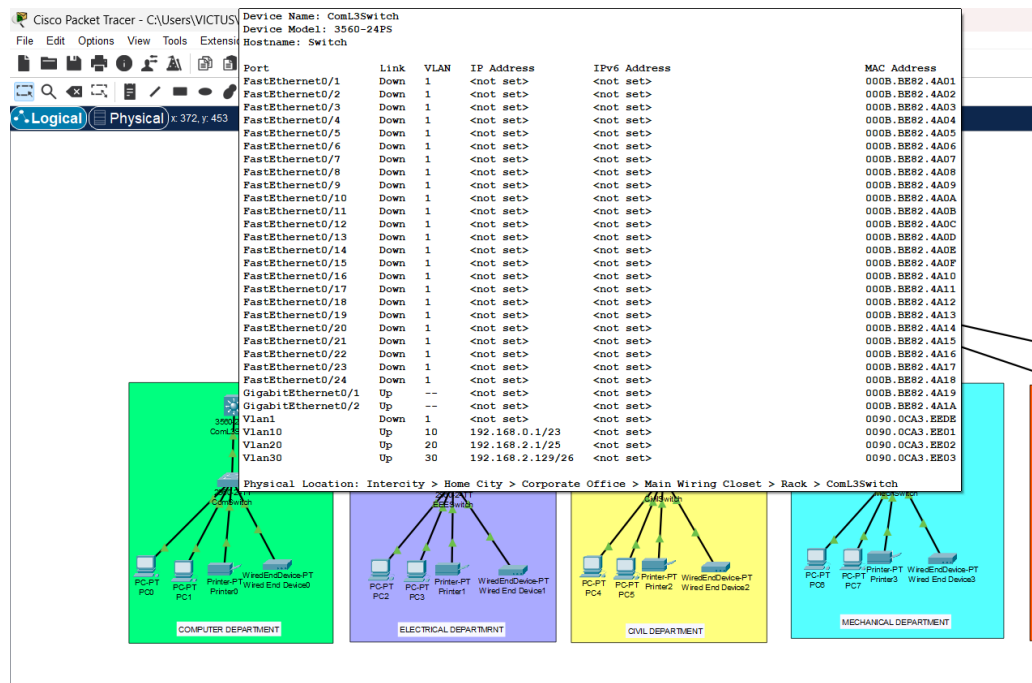 Cisco Packet Tracer - C:\Users\VICTUS\
File Edit Options View Tools Extensi
Logical Physical x: 372, y: 453
Device Name: ComL3Switch
Device Model: 3560-24PS
Hostname: Switch
Port Link VLAN IP Address IPv6 Address MAC Address
FastEthernet0/1 Down 1 <not set> <not set> 000B.BE82.4A01
FastEthernet0/2 Down 1 <not set> <not set> 000B.BE82.4A02
FastEthernet0/3 Down 1 <not set> <not set> 000B.BE82.4A03
FastEthernet0/4 Down 1 <not set> <not set> 000B.BE82.4A04
FastEthernet0/5 Down 1 <not set> <not set> 000B.BE82.4A05
FastEthernet0/6 Down 1 <not set> <not set> 000B.BE82.4A06
FastEthernet0/7 Down 1 <not set> <not set> 000B.BE82.4A07
FastEthernet0/8 Down 1 <not set> <not set> 000B.BE82.4A08
FastEthernet0/9 Down 1 <not set> <not set> 000B.BE82.4A09
FastEthernet0/10 Down 1 <not set> <not set> 000B.BE82.4A0A
FastEthernet0/11 Down 1 <not set> <not set> 000B.BE82.4A0B
FastEthernet0/12 Down 1 <not set> <not set> 000B.BE82.4A0C
FastEthernet0/13 Down 1 <not set> <not set> 000B.BE82.4A0D
FastEthernet0/14 Down 1 <not set> <not set> 000B.BE82.4A0E
FastEthernet0/15 Down 1 <not set> <not set> 000B.BE82.4A0F
FastEthernet0/16 Down 1 <not set> <not set> 000B.BE82.4A10
FastEthernet0/17 Down 1 <not set> <not set> 000B.BE82.4A11
FastEthernet0/18 Down 1 <not set> <not set> 000B.BE82.4A12
FastEthernet0/19 Down 1 <not set> <not set> 000B.BE82.4A13
FastEthernet0/20 Down 1 <not set> <not set> 000B.BE82.4A14
FastEthernet0/21 Down 1 <not set> <not set> 000B.BE82.4A15
FastEthernet0/22 Down 1 <not set> <not set> 000B.BE82.4A16
FastEthernet0/23 Down 1 <not set> <not set> 000B.BE82.4A17
FastEthernet0/24 Down 1 <not set> <not set> 000B.BE82.4A18
GigabitEthernet0/1 Up -- <not set> <not set> 000B.BE82.4A19
GigabitEthernet0/2 Up -- <not set> <not set> 000B.BE82.4A1A
Vlan1 Down 1 <not set> <not set> 0090.0CA3.EEDE
Vlan10 Up 10 192.168.0.1/23 <not set> 0090.0CA3.EE01
Vlan20 Up 20 192.168.2.1/25 <not set> 0090.0CA3.EE02
Vlan30 Up 30 192.168.2.129/26 <not set> 0090.0CA3.EE03
Physical Location: Intercity > Home City > Corporate Office > Main Wiring Closet > Rack > ComL3Switch
ComSwitch
EEESwitch
PC-PT
PC0
PC-PT
PC1
Printer-PT
Printer0
WiredEndDevice-PT
Wired End Device0
COMPUTER DEPARTMENT
PC-PT
PC2
PC-PT
PC3
Printer-PT
Printer1
WiredEndDevice-PT
Wired End Device1
ELECTRICAL DEPARTMRNT
PC-PT
PC4
PC-PT
PC5
Printer-PT
Printer2
WiredEndDevice-PT
Wired End Device2
CIVIL DEPARTMENT
PC-PT
PC6
PC-PT
PC7
Printer-PT
Printer3
WiredEndDevice-PT
Wired End Device3
MECHANICAL DEPARTMENT